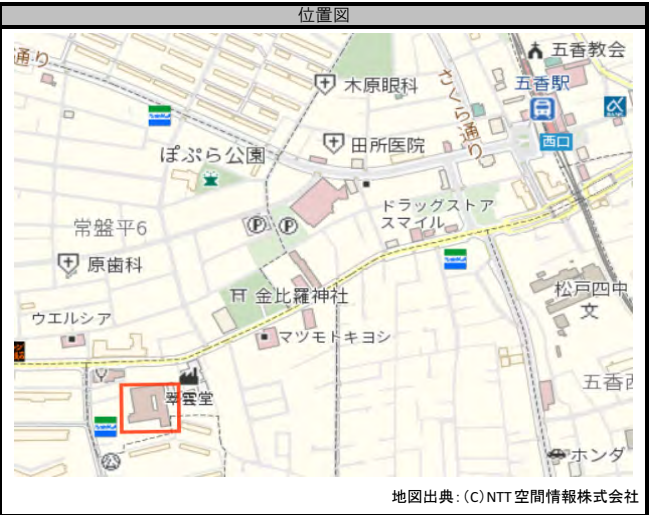 位置図
通り
五香教会
木原眼科
さくら通り
五香駅
西口
田所医院
ぽぷら公園
ドラッグストア
スマイル
常盤平6
P P
原歯科
金比羅神社
松戸四中
文
ウエルシア
マツモトキヨシ
翠雲堂
五香西
ホンダ
地図出典：(C)NTT空間情報株式会社